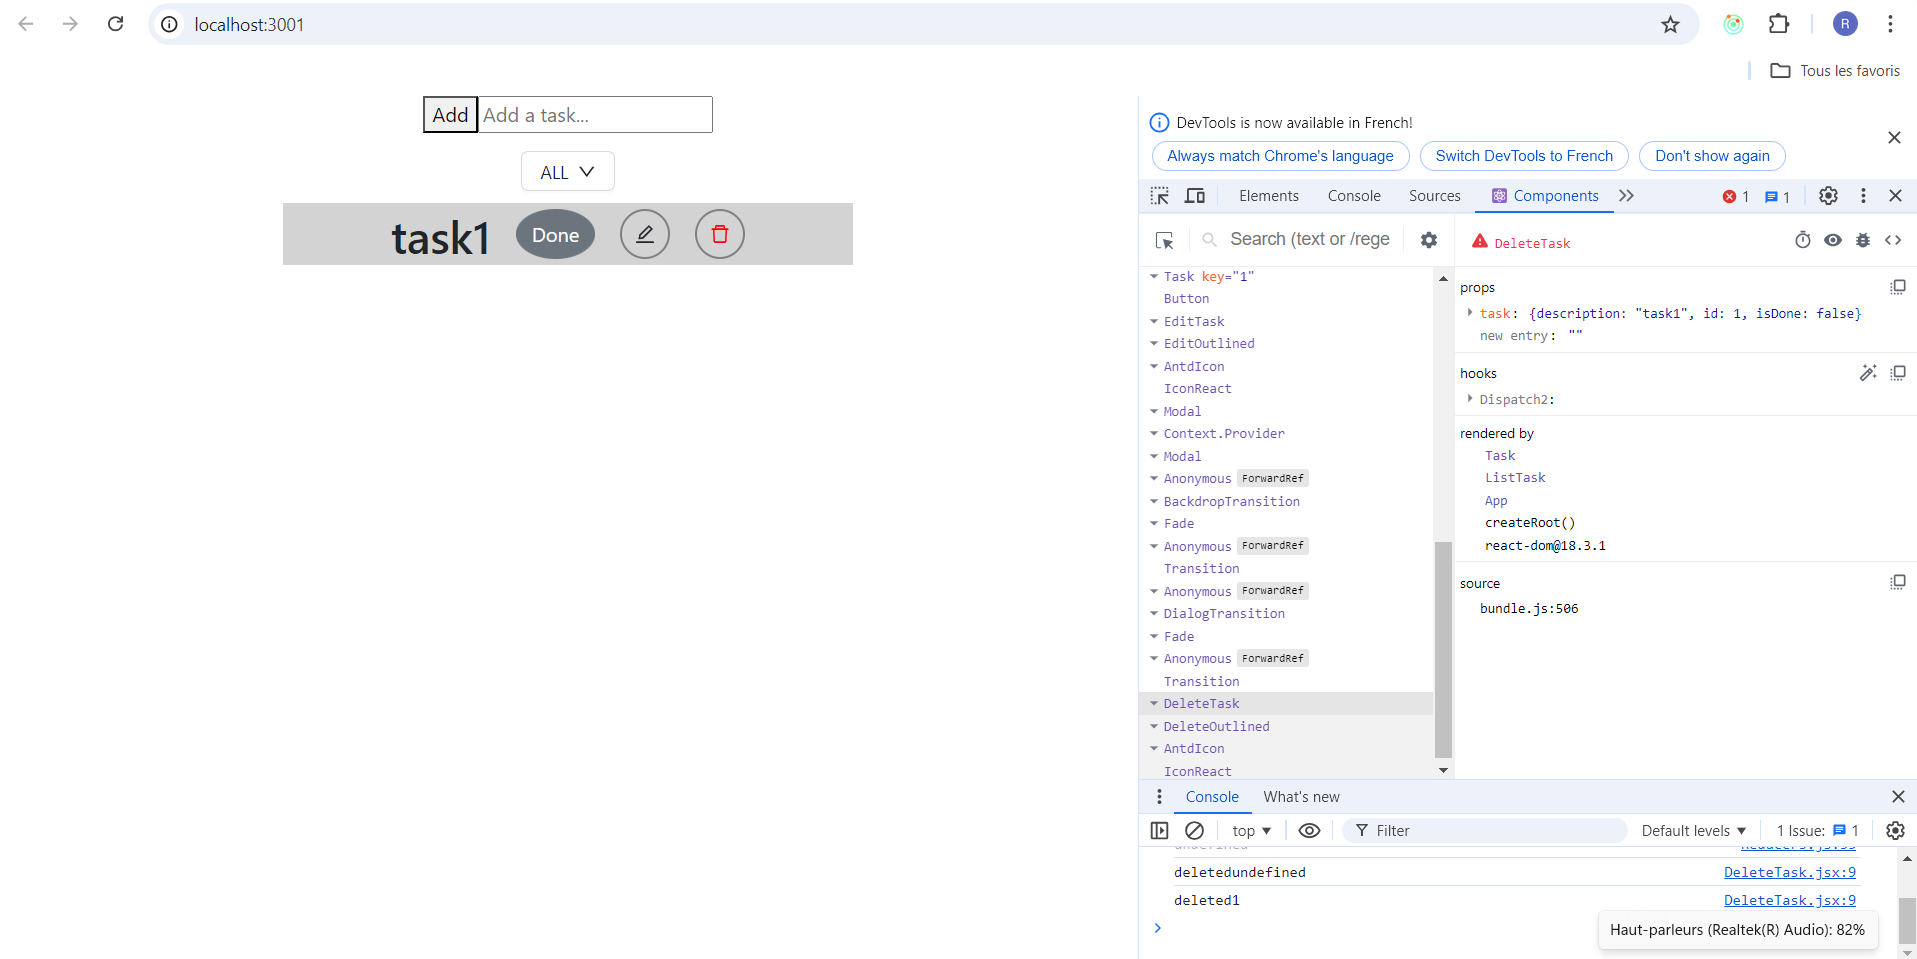 localhost:3001
R
Tous les favoris
Add Add a task...
ALL
task1 Done
DevTools is now available in French!
Always match Chrome's language Switch DevTools to French Don't show again
Elements Console Sources Components 1 1
Search (text or /rege
DeleteTask
Task key="1"
Button
EditTask
EditOutlined
AntdIcon
IconReact
Modal
Context.Provider
Modal
Anonymous ForwardRef
BackdropTransition
Fade
Anonymous ForwardRef
Transition
Anonymous ForwardRef
DialogTransition
Fade
Anonymous ForwardRef
Transition
DeleteTask
DeleteOutlined
AntdIcon
IconReact
props
task: {description: "task1", id: 1, isDone: false}
new entry: ""
hooks
Dispatch2:
rendered by
Task
ListTask
App
createRoot()
react-dom@18.3.1
source
bundle.js:506
Console What's new
top Filter Default levels 1 Issue: 1
undefined
deletedundefined DeleteTask.jsx:9
deleted1 DeleteTask.jsx:9
Haut-parleurs (Realtek(R) Audio): 82%